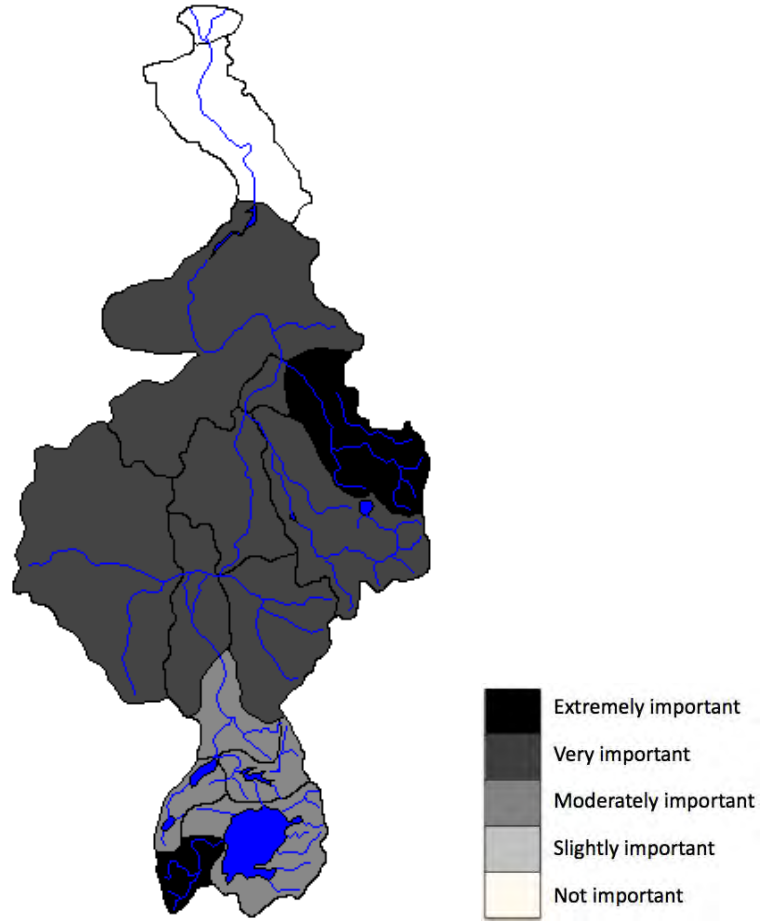 Extremely important
Very important
Moderately important
Slightly important
Not important